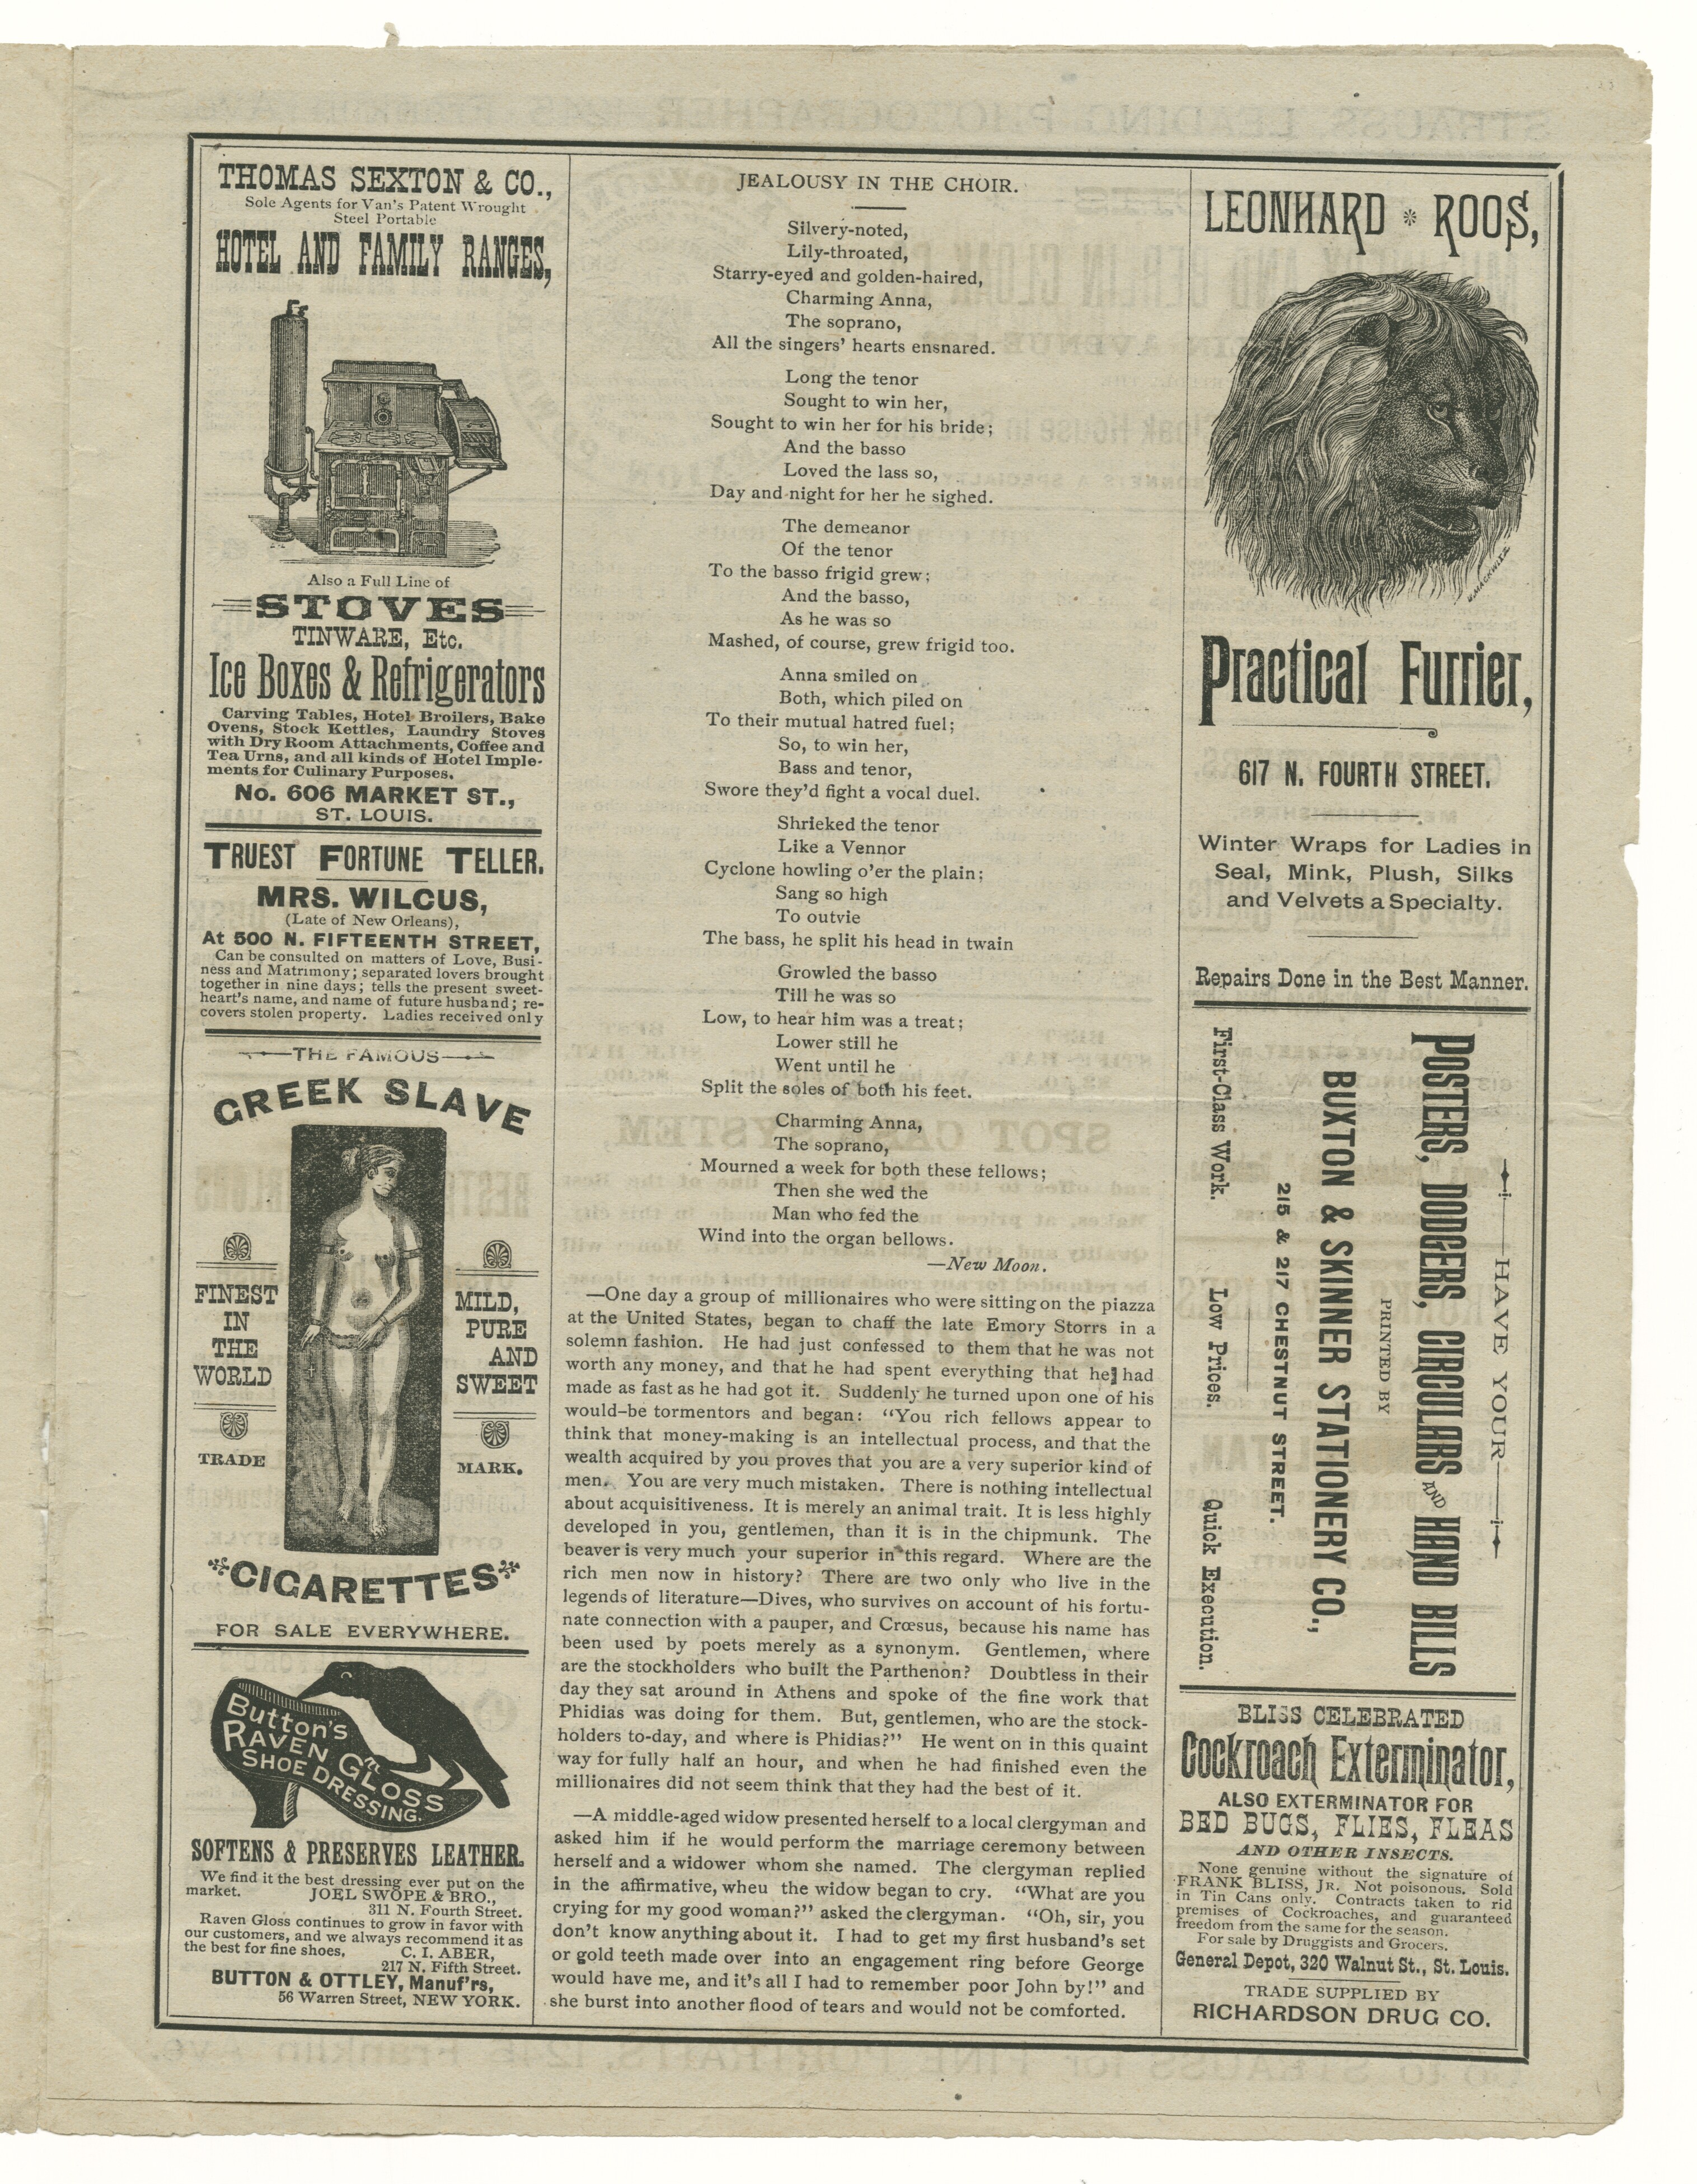 THOMAS SEXTON & CO.,
Sole Agents for Van's Patent Wrought
Steel Portable
HOTEL AND FAMILY RANGES,
Also a Full Line of
STOVES
TINWARE, Etc.
Ice Boxes & Refrigerators
Carving Tables, Hotel Broilers, Bake
Ovens, Stock Kettles, Laundry Stoves
with Dry Room Attachments, Coffee and
Tea Urns, and all kinds of Hotel Imple-
ments for Culinary Purposes.
No. 606 MARKET ST.,
ST. LOUIS.
TRUEST FORTUNE TELLER.
MRS. WILCUS,
(Late of New Orleans),
At 500 N. FIFTEENTH STREET,
Can be consulted on matters of Love, Busi-
ness and Matrimony; separated lovers brought
together in nine days; tells the present sweet-
heart's name, and name of future husband; re-
covers stolen property. Ladies received only
THE FAMOUS
GREEK SLAVE
FINEST
IN
THE
WORLD
TRADE
MILD,
PURE
AND
SWEET
MARK.
CIGARETTES
FOR SALE EVERYWHERE.
Button's
RAVEN GLOSS
SHOE DRESSING.
SOFTENS & PRESERVES LEATHER.
We find it the best dressing ever put on the
market. JOEL SWOPE & BRO.,
311 N. Fourth Street.
Raven Gloss continues to grow in favor with
our customers, and we always recommend it as
the best for fine shoes. C. I. ABER,
217 N. Fifth Street.
BUTTON & OTTLEY, Manuf'rs,
56 Warren Street, NEW YORK.
JEALOUSY IN THE CHOIR.
Silvery-noted,
Lily-throated,
Starry-eyed and golden-haired,
Charming Anna,
The soprano,
All the singers' hearts ensnared.
Long the tenor
Sought to win her,
Sought to win her for his bride;
And the basso
Loved the lass so,
Day and night for her he sighed.
The demeanor
Of the tenor
To the basso frigid grew;
And the basso,
As he was so
Mashed, of course, grew frigid too.
Anna smiled on
Both, which piled on
To their mutual hatred fuel;
So, to win her,
Bass and tenor,
Swore they'd fight a vocal duel.
Shrieked the tenor
Like a Vennor
Cyclone howling o'er the plain;
Sang so high
To outvie
The bass, he split his head in twain
Growled the basso
Till he was so
Low, to hear him was a treat;
Lower still he
Went until he
Split the soles of both his feet.
Charming Anna,
The soprano,
Mourned a week for both these fellows;
Then she wed the
Man who fed the
Wind into the organ bellows.
—New Moon.
—One day a group of millionaires who were sitting on the piazza
at the United States, began to chaff the late Emory Storrs in a
solemn fashion. He had just confessed to them that he was not
worth any money, and that he had spent everything that he had
made as fast as he had got it. Suddenly he turned upon one of his
would-be tormentors and began: “You rich fellows appear to
think that money-making is an intellectual process, and that the
wealth acquired by you proves that you are a very superior kind of
men. You are very much mistaken. There is nothing intellectual
about acquisitiveness. It is merely an animal trait. It is less highly
developed in you, gentlemen, than it is in the chipmunk. The
beaver is very much your superior in this regard. Where are the
rich men now in history? There are two only who live in the
legends of literature—Dives, who survives on account of his fortu-
nate connection with a pauper, and Crœsus, because his name has
been used by poets merely as a synonym. Gentlemen, where
are the stockholders who built the Parthenon? Doubtless in their
day they sat around in Athens and spoke of the fine work that
Phidias was doing for them. But, gentlemen, who are the stock-
holders to-day, and where is Phidias?” He went on in this quaint
way for fully half an hour, and when he had finished even the
millionaires did not seem think that they had the best of it.
—A middle-aged widow presented herself to a local clergyman and
asked him if he would perform the marriage ceremony between
herself and a widower whom she named. The clergyman replied
in the affirmative, wheu the widow began to cry. “What are you
crying for my good woman?” asked the clergyman. “Oh, sir, you
don't know anything about it. I had to get my first husband's set
or gold teeth made over into an engagement ring before George
would have me, and it's all I had to remember poor John by!” and
she burst into another flood of tears and would not be comforted.
LEONHARD ROOS,
Practical Furrier,
617 N. FOURTH STREET.
Winter Wraps for Ladies in
Seal, Mink, Plush, Silks
and Velvets a Specialty.
Repairs Done in the Best Manner.
HAVE YOUR
POSTERS, DODGERS, CIRCULARS AND HAND BILLS
PRINTED BY
BUXTON & SKINNER STATIONERY CO.,
215 & 217 CHESTNUT STREET.
First-Class Work. Low Prices. Quick Execution.
BLISS CELEBRATED
Cockroach Exterminator,
ALSO EXTERMINATOR FOR
BED BUGS, FLIES, FLEAS
AND OTHER INSECTS.
None genuine without the signature of
FRANK BLISS, JR. Not poisonous. Sold
in Tin Cans only. Contracts taken to rid
premises of Cockroaches, and guaranteed
freedom from the same for the season.
For sale by Druggists and Grocers.
General Depot, 320 Walnut St., St. Louis.
TRADE SUPPLIED BY
RICHARDSON DRUG CO.